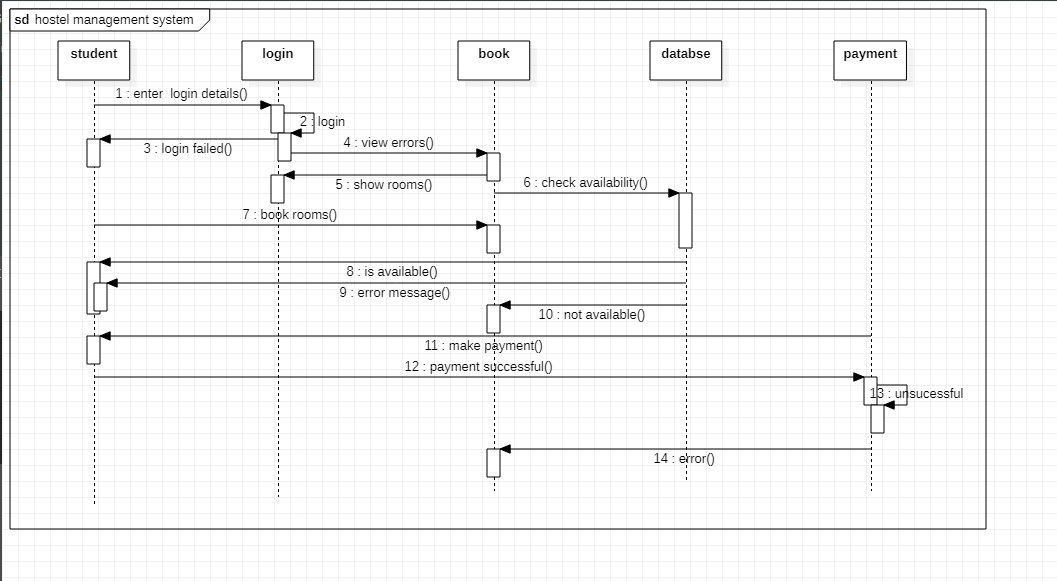 sd hostel management system
student
login
book
databse
payment
1 : enter  login details()
2 : login
3 : login failed()
4 : view errors()
5 : show rooms()
6 : check availability()
7 : book rooms()
8 : is available()
9 : error message()
10 : not available()
11 : make payment()
12 : payment successful()
13 : unsucessful
14 : error()